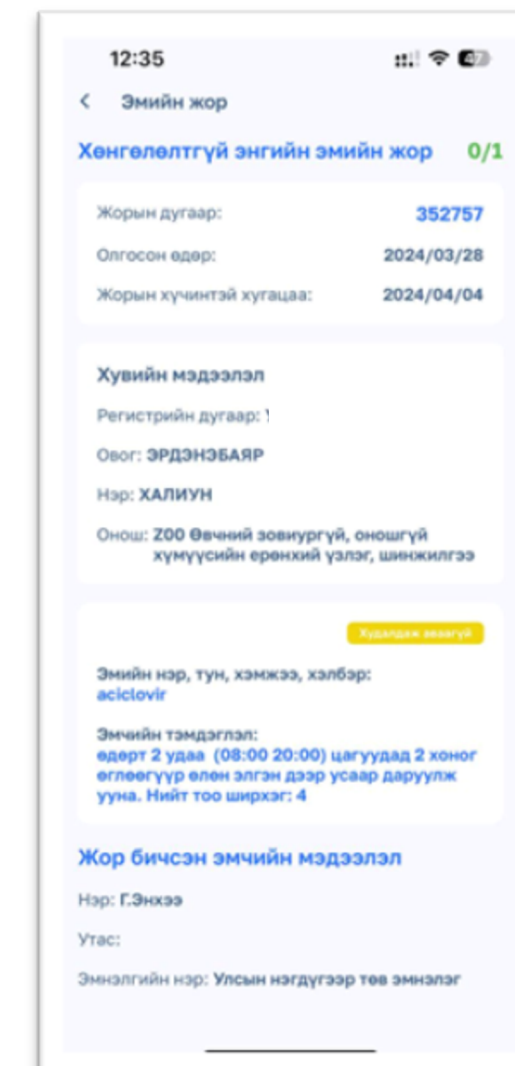 12:35
47
Эмийн жор
Хөнгөлөлтгүй энгийн эмийн жор 0/1
Жорын дугаар: 352757
Олгосон өдөр: 2024/03/28
Жорын хүчинтэй хугацаа: 2024/04/04
Хувийн мэдээлэл
Регистрийн дугаар:
Овог: ЭРДЭНЭБАЯР
Нэр: ХАЛИУН
Онош: Z00 Өвчний зовиургүй, оношгүй
хүмүүсийн ерөнхий үзлэг, шинжилгээ
Худалдаж аваагүй
Эмийн нэр, тун, хэмжээ, хэлбэр:
aciclovir
Эмчийн тэмдэглэл:
өдөрт 2 удаа (08:00 20:00) цагуудад 2 хоног
өглөөгүүр өлөн элгэн дээр усаар даруулж
ууна. Нийт тоо ширхэг: 4
Жор бичсэн эмчийн мэдээлэл
Нэр: Г.Энхээ
Утас:
Эмнэлгийн нэр: Улсын нэгдүгээр төв эмнэлэг